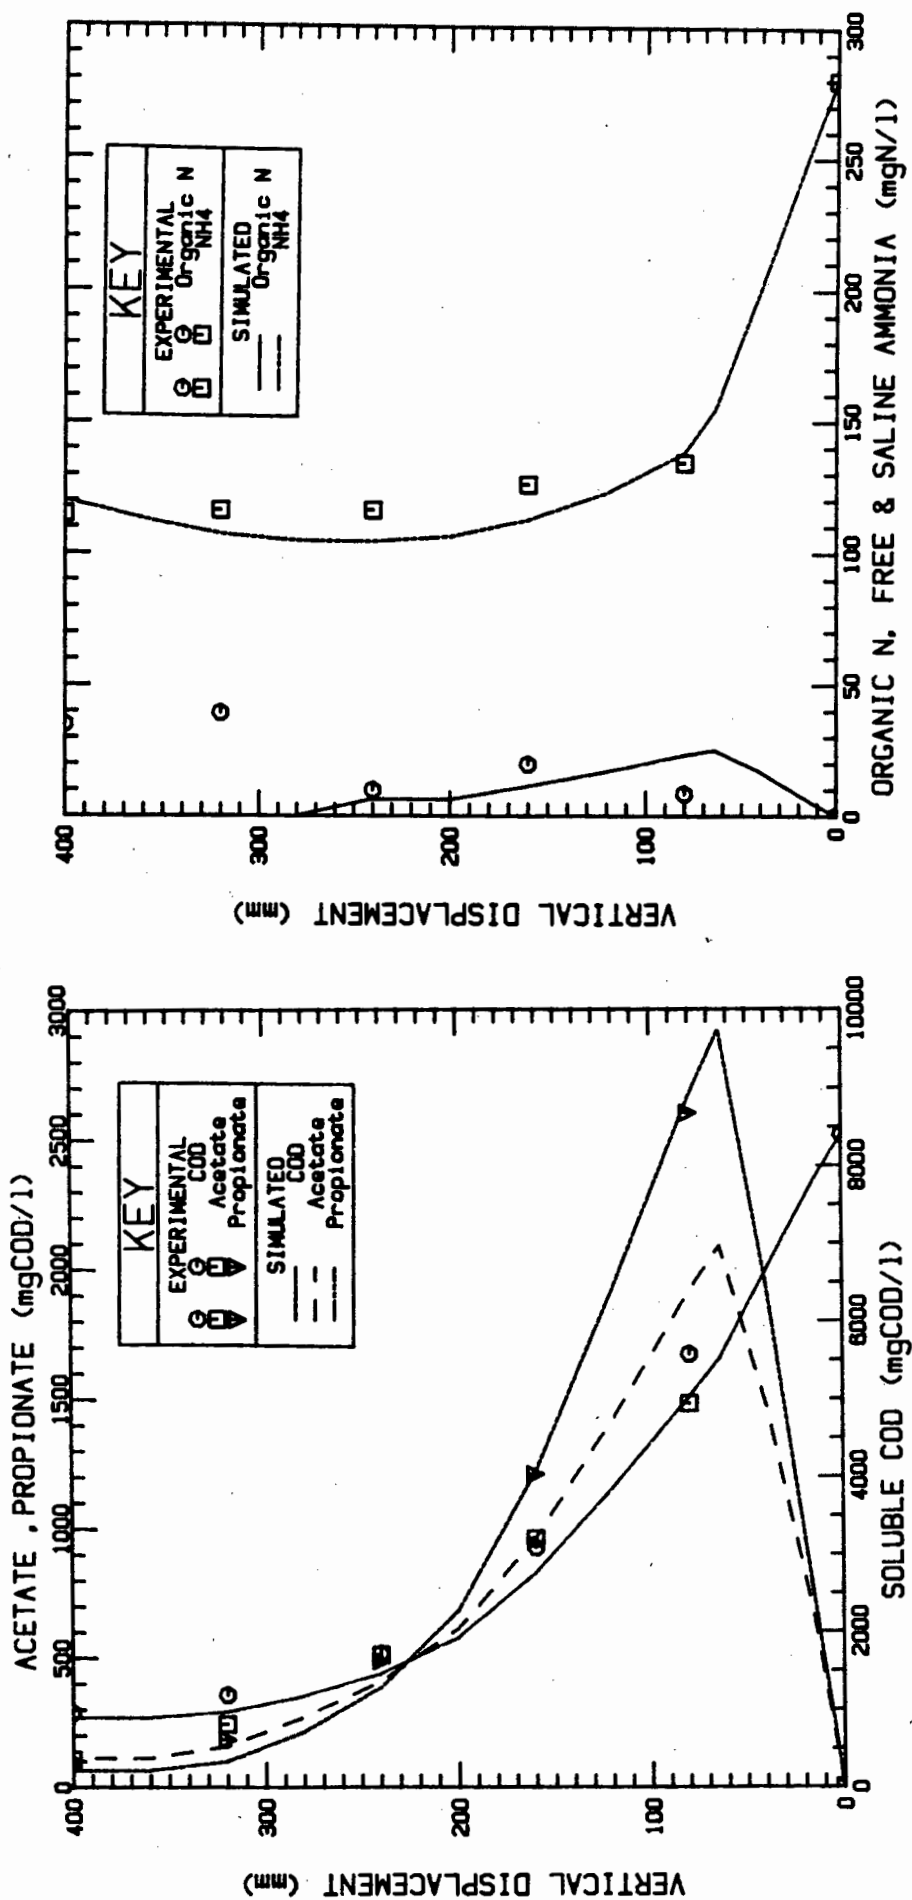 ACETATE, PROPIONATE (mgCOD/l)
0 500 1000 1500 2000 2500 3000
KEY
EXPERIMENTAL
COD
Acetate
Propionate
SIMULATED
COD
Acetate
Propionate
400
300
200
100
0
VERTICAL DISPLACEMENT (mm)
0 2000 4000 6000 8000 10000
SOLUBLE COD (mgCOD/l)
KEY
EXPERIMENTAL
Organic N
NH4
SIMULATED
Organic N
NH4
400
300
200
100
0
VERTICAL DISPLACEMENT (mm)
0 50 100 150 200 250 300
ORGANIC N, FREE & SALINE AMMONIA (mgN/l)